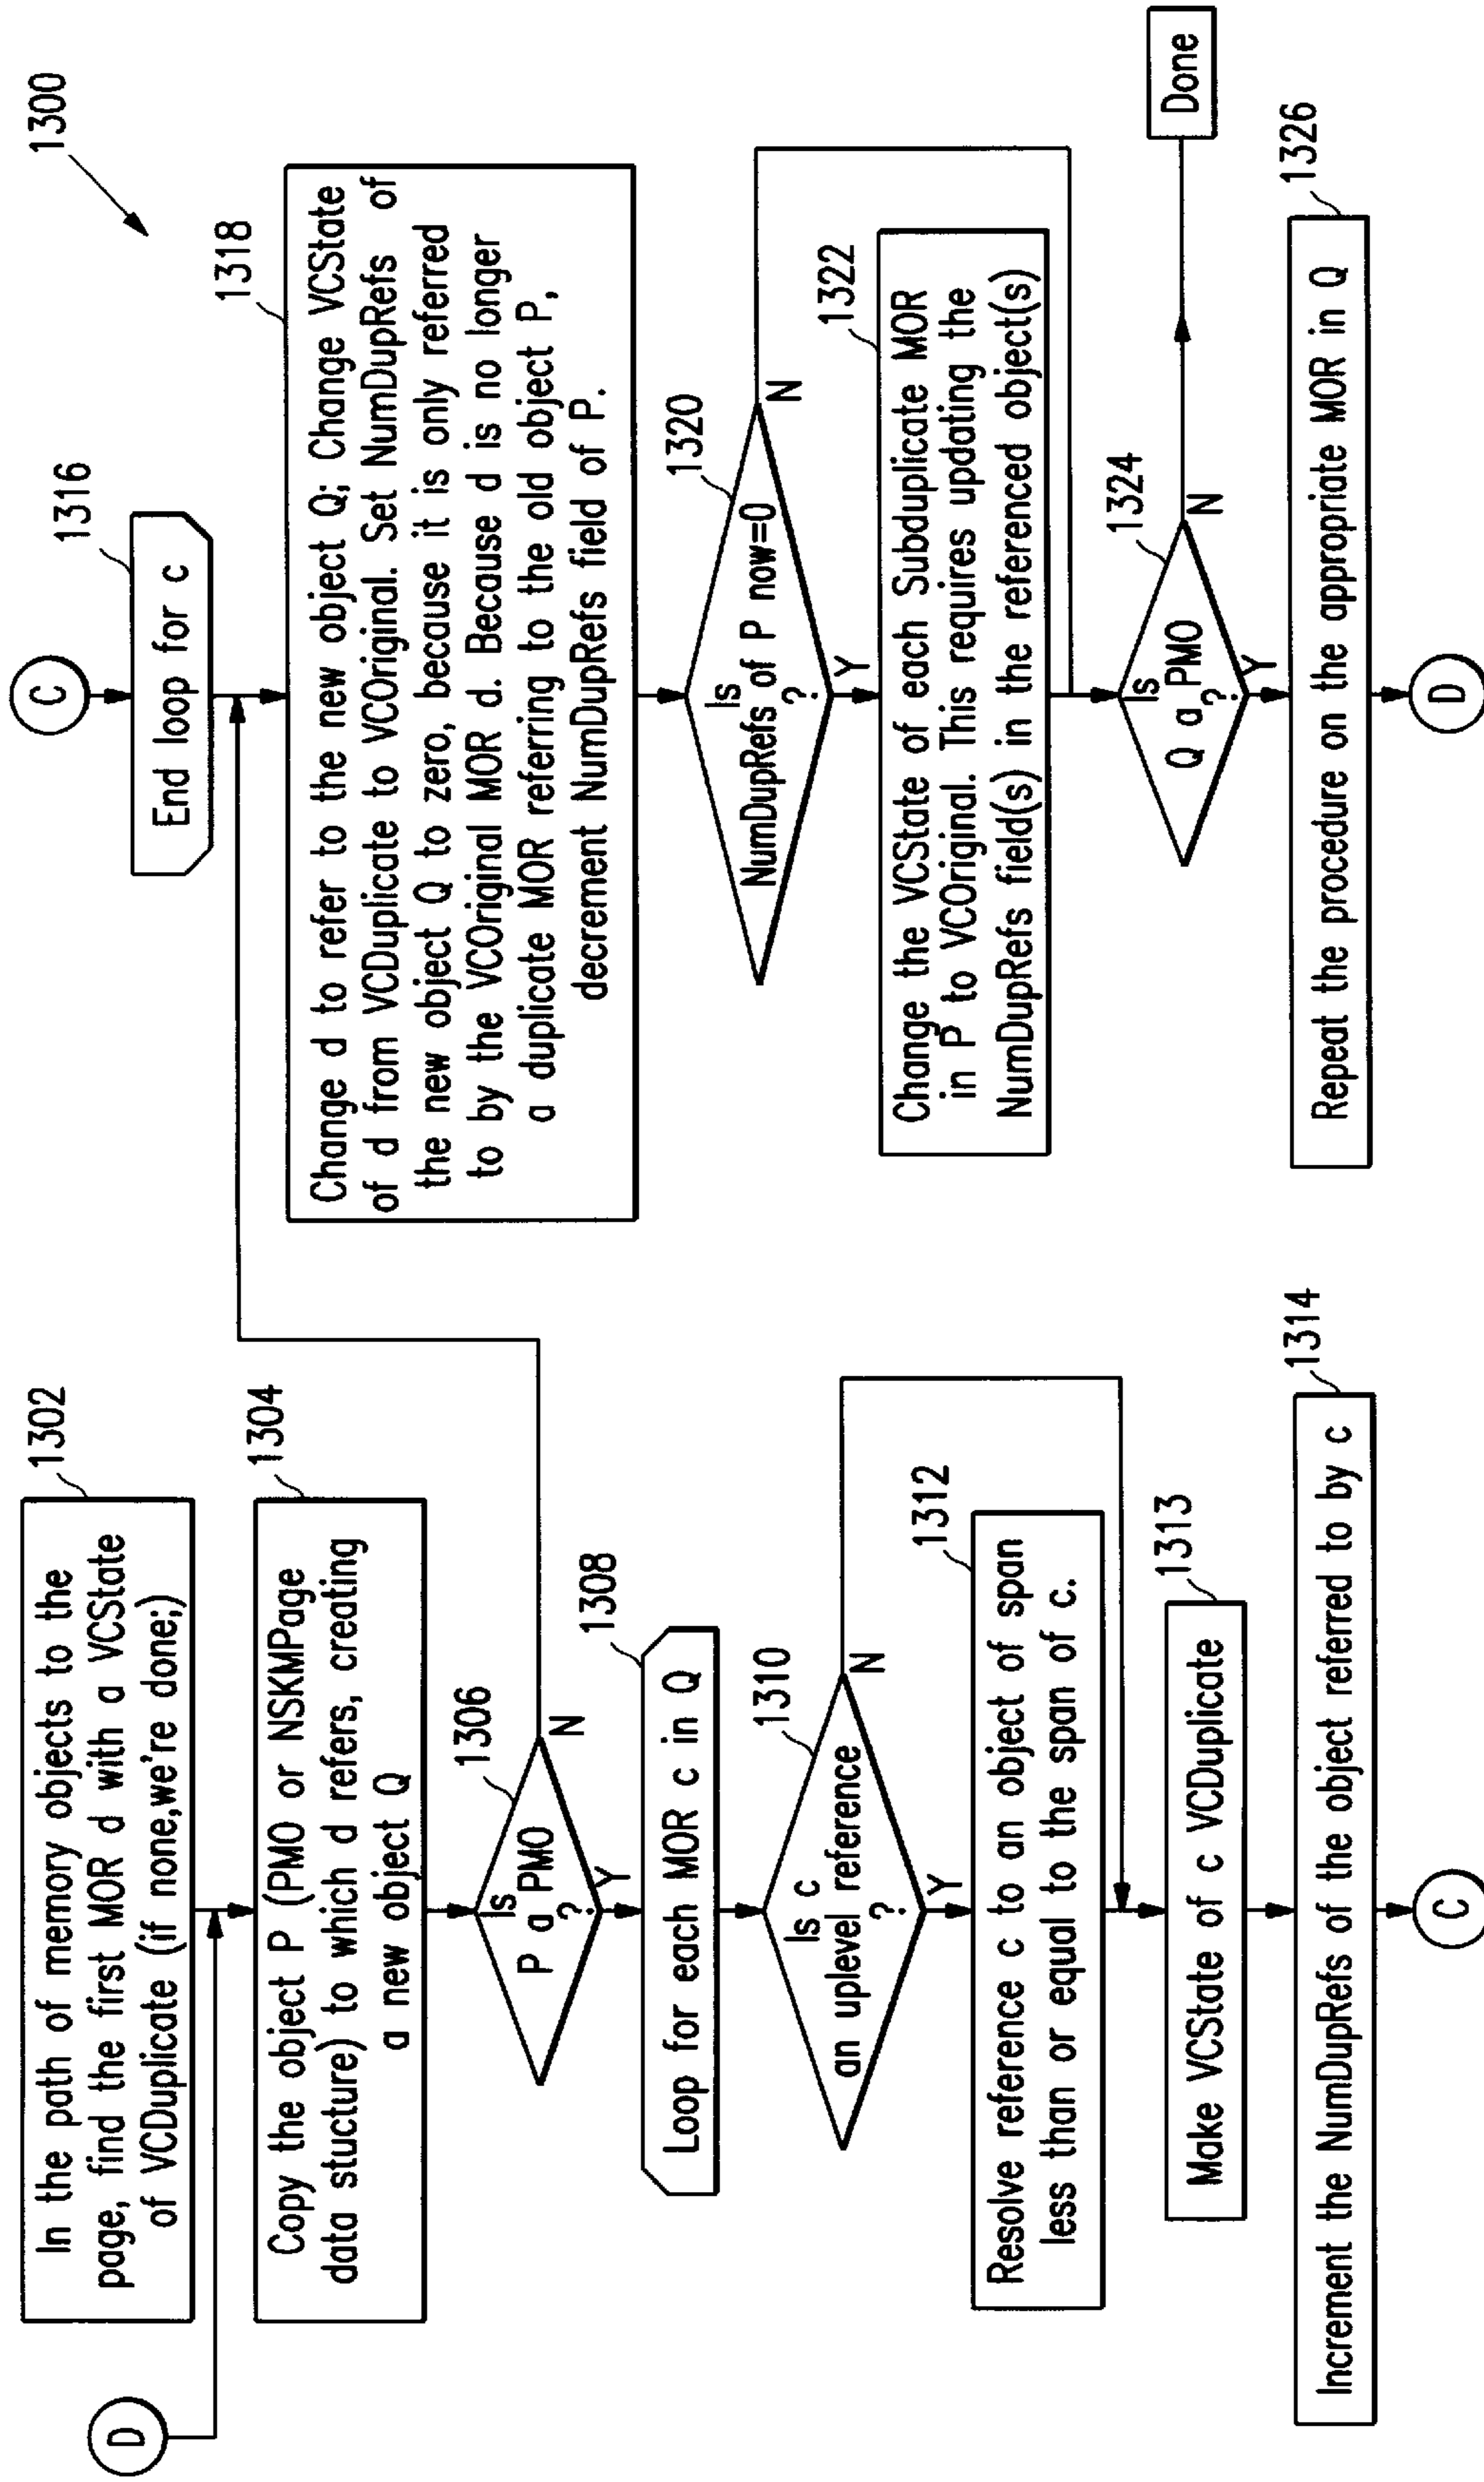 1300
D
1302
In the path of memory objects to the
page, find the first MOR d with a VCState
of VCDuplicate (if none,we're done;)
1304
Copy the object P (PMO or NSKMPage
data stucture) to which d refers, creating
a new object Q
1306
Is
P a PMO
?
N
Y
1308
Loop for each MOR c in Q
1310
Is c
an uplevel reference
?
N
Y
1312
Resolve reference c to an object of span
less than or equal to the span of c.
1313
Make VCState of c VCDuplicate
1314
Increment the NumDupRefs of the object referred to by c
C
C
1316
End loop for c
1318
Change d to refer to the new object Q; Change VCState
of d from VCDuplicate to VCOriginal. Set NumDupRefs of
the new object Q to zero, because it is only referred
to by the VCOriginal MOR d. Because d is no longer
a duplicate MOR referring to the old object P,
decrement NumDupRefs field of P.
1320
Is
NumDupRefs of P now=0
?
N
Y
1322
Change the VCState of each Subduplicate MOR
in P to VCOriginal. This requires updating the
NumDupRefs field(s) in the referenced object(s)
1324
Is
Q a PMO
?
N
Done
Y
1326
Repeat the procedure on the appropriate MOR in Q
D